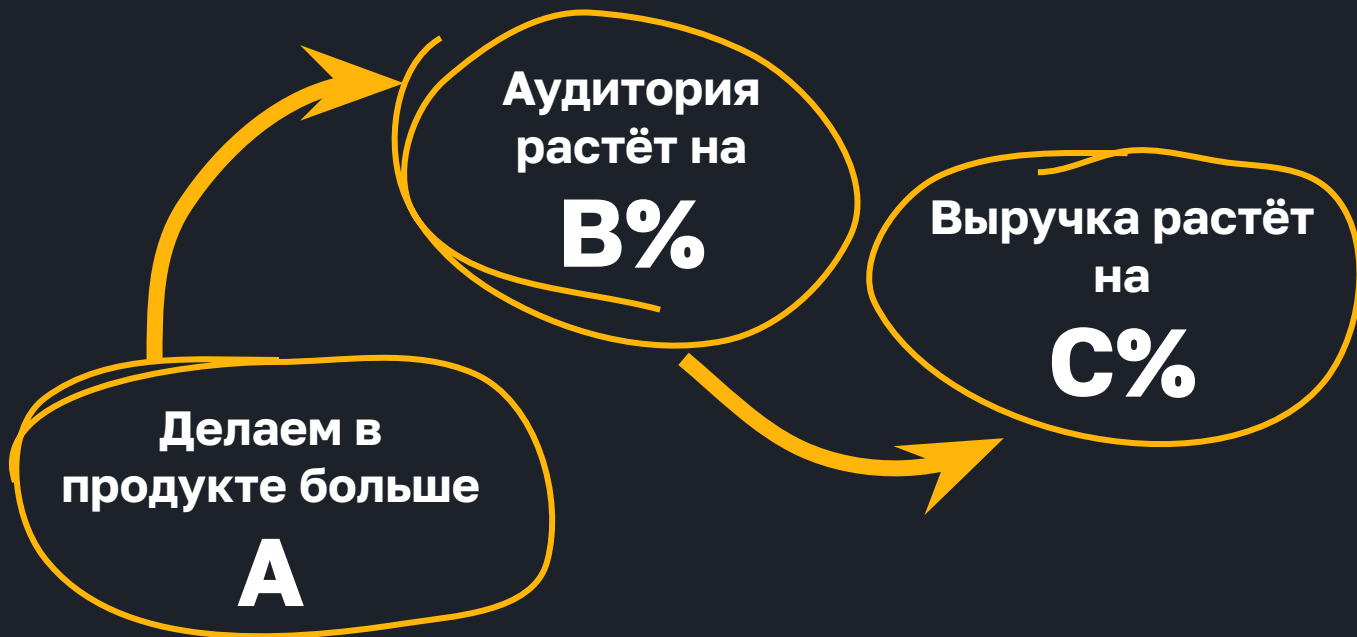 Делаем в
продукте больше
A
Аудитория
растёт на
B%
Выручка растёт
на
C%